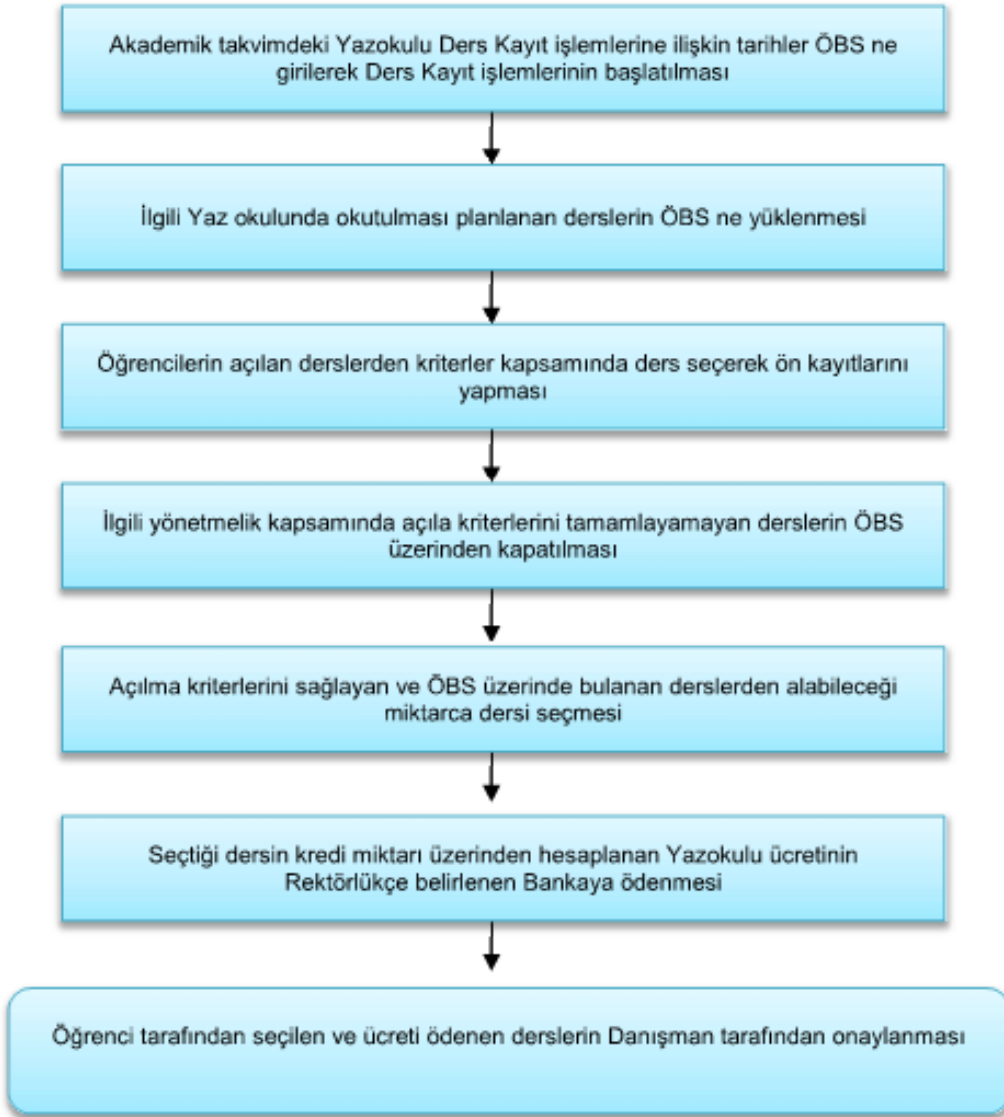 Akademik takvimdeki Yazokulu Ders Kayıt işlemlerine ilişkin tarihler ÖBS ne
girilerek Ders Kayıt işlemlerinin başlatılması
İlgili Yaz okulunda okutulması planlanan derslerin ÖBS ne yüklenmesi
Öğrencilerin açılan derslerden kriterler kapsamında ders seçerek ön kayıtlarını
yapması
İlgili yönetmelik kapsamında açıla kriterlerini tamamlayamayan derslerin ÖBS
üzerinden kapatılması
Açılma kriterlerini sağlayan ve ÖBS üzerinde bulanan derslerden alabileceği
miktarca dersi seçmesi
Seçtiği dersin kredi miktarı üzerinden hesaplanan Yazokulu ücretinin
Rektörlükçe belirlenen Bankaya ödenmesi
Öğrenci tarafından seçilen ve ücreti ödenen derslerin Danışman tarafından onaylanması